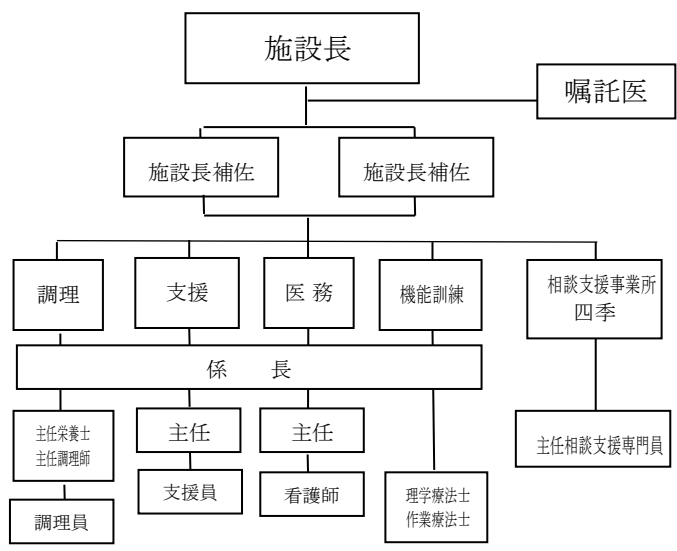 施設長
嘱託医
施設長補佐
施設長補佐
調理
支援
医 務
機能訓練
相談支援事業所
四季
係　　長
主任栄養士
主任調理師
主任
主任
主任相談支援専門員
支援員
看護師
理学療法士
作業療法士
調理員